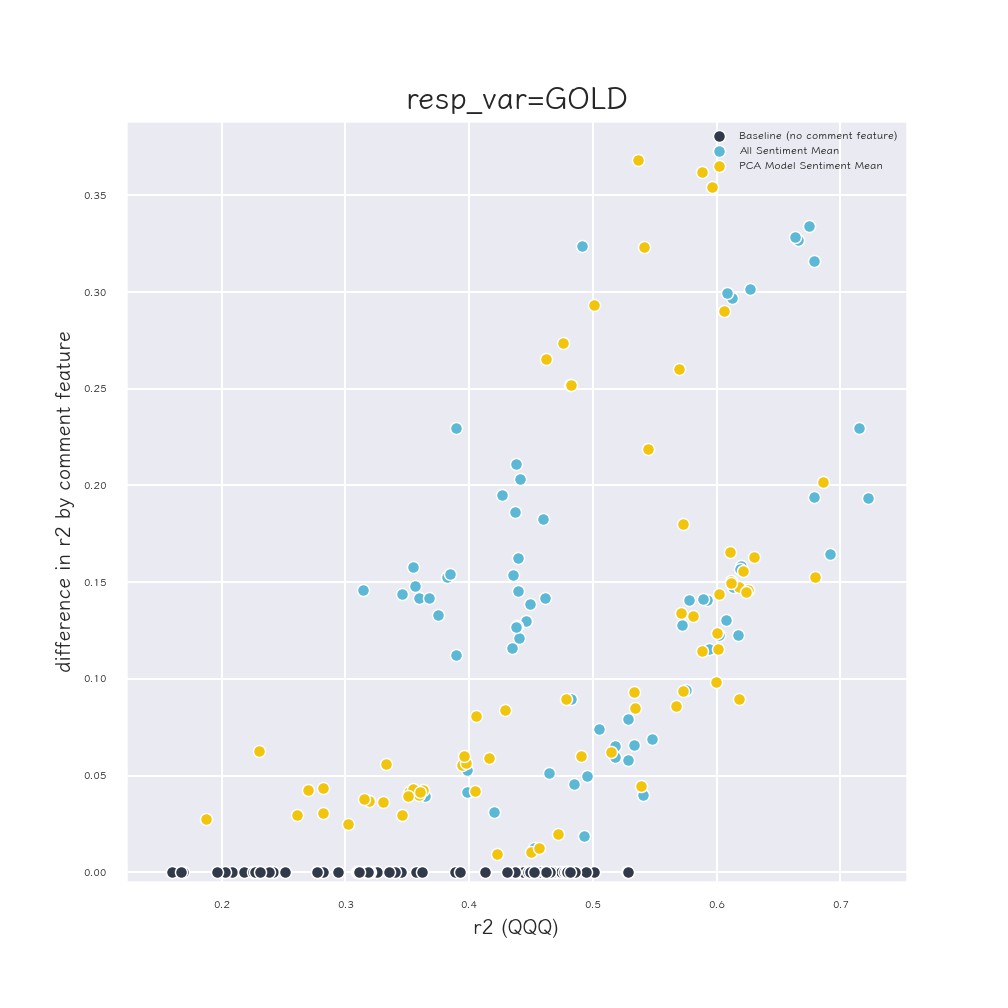 resp_var=GOLD
Baseline (no comment feature)
All Sentiment Mean
PCA Model Sentiment Mean
0.35
0.30
0.25
0.20
0.15
0.10
0.05
0.00
difference in r2 by comment feature
0.2 0.3 0.4 0.5 0.6 0.7
r2 (QQQ)